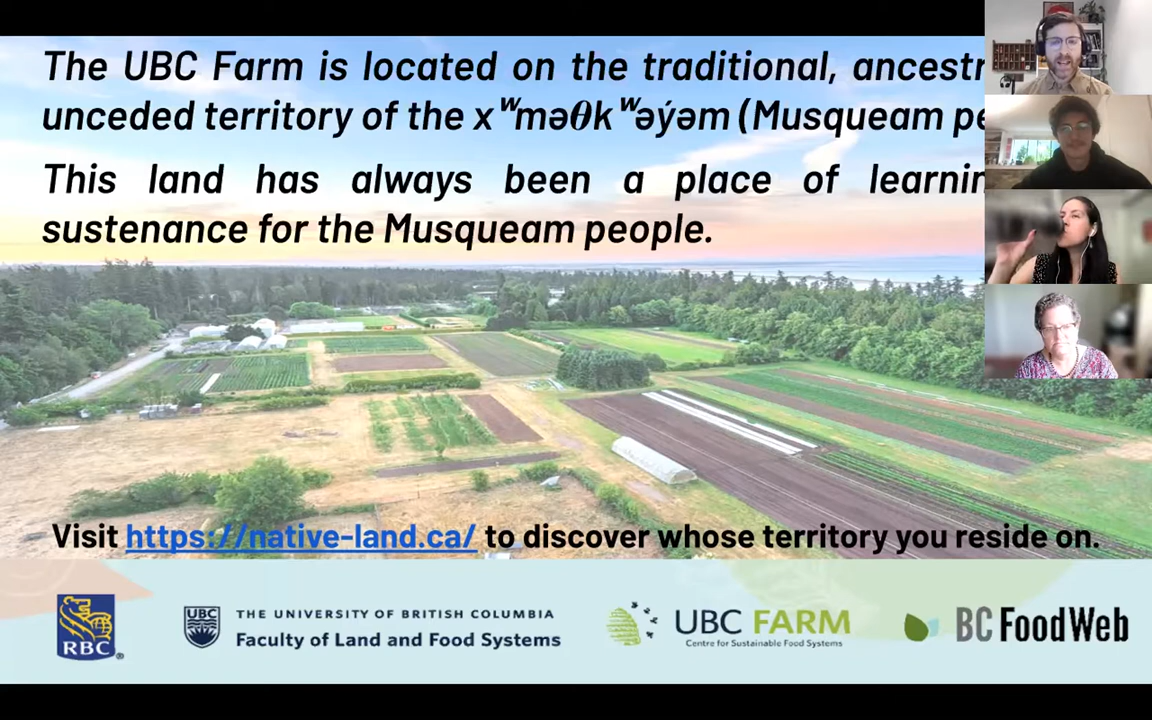 The UBC Farm is located on the traditional,
unceded territory of the xʷməθkʷəy̓əm (Musqueam
This land has always been a place of
sustenance for the Musqueam people.
Visit https://native-land.ca/ to discover whose territory you reside on.
RBC®
UBC
THE UNIVERSITY OF BRITISH COLUMBIA
Faculty of Land and Food Systems
UBC FARM
Centre for Sustainable Food Systems
BC FoodWeb